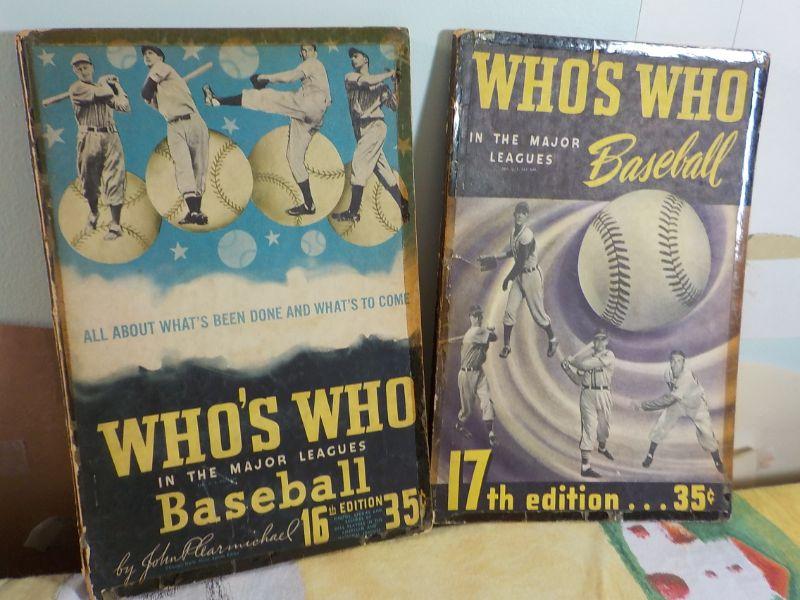 ALL ABOUT WHAT'S BEEN DONE AND WHAT'S TO COME
WHO'S WHO
IN THE MAJOR LEAGUES
Baseball
16th EDITION 35¢
by John P. Carmichael
WHO'S WHO
IN THE MAJOR
LEAGUES
Baseball
17th edition . . . 35¢